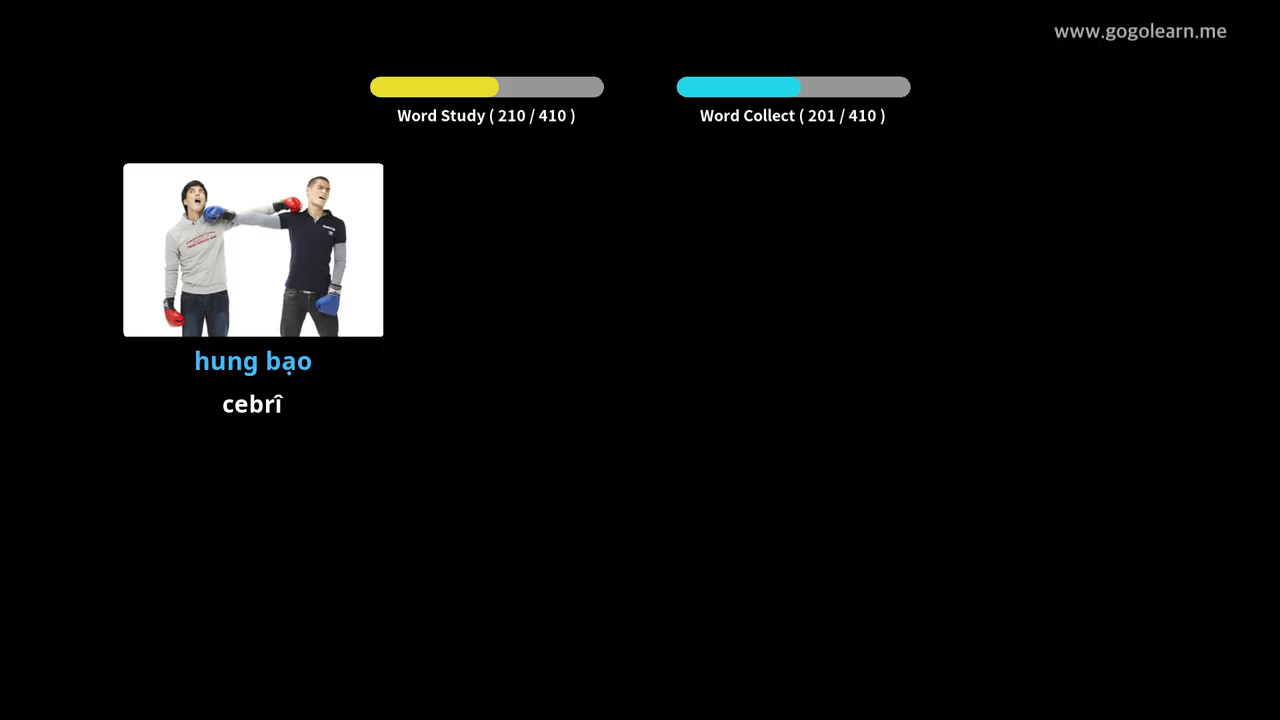 www.gogolearn.me
Word Study ( 210 / 410 )
Word Collect ( 201 / 410 )
hung bạo
cebrî